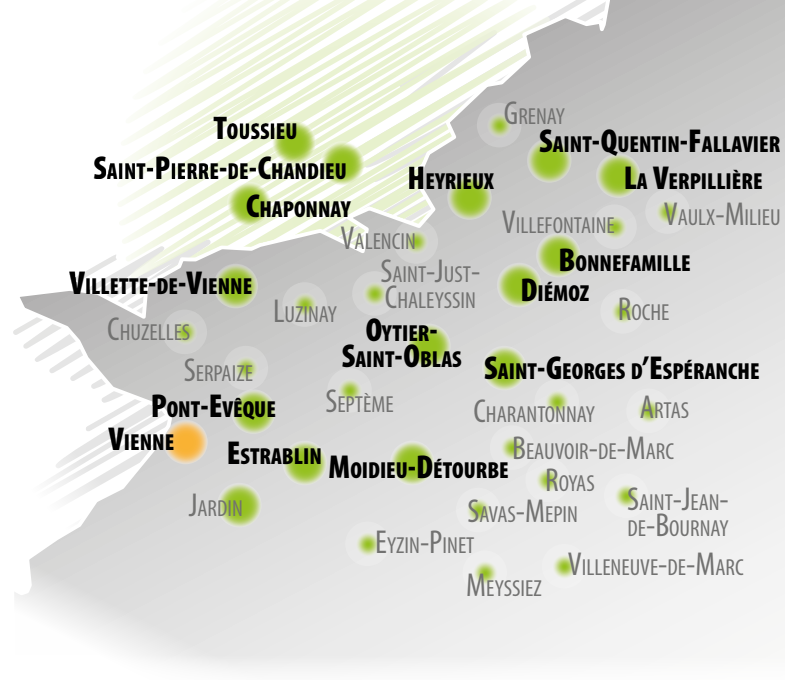 Grenay
Toussieu
Saint-Quentin-Fallavier
Saint-Pierre-de-Chandieu
Heyrieux
La Verpillière
Chaponnay
Villefontaine
Vaulx-Milieu
Valencin
Bonnefamille
Saint-Just-
Chaleyssin
Villette-de-Vienne
Diémoz
Luzinay
Roche
Chuzelles
Oytier-
Saint-Oblas
Serpaize
Saint-Georges d'Espéranche
Septème
Pont-Evêque
Charantonnay
Artas
Vienne
Estrablin
Beauvoir-de-Marc
Moidieu-Détourbe
Royas
Jardin
Savas-Mepin
Saint-Jean-
de-Bournay
Eyzin-Pinet
Villeneuve-de-Marc
Meyssiez